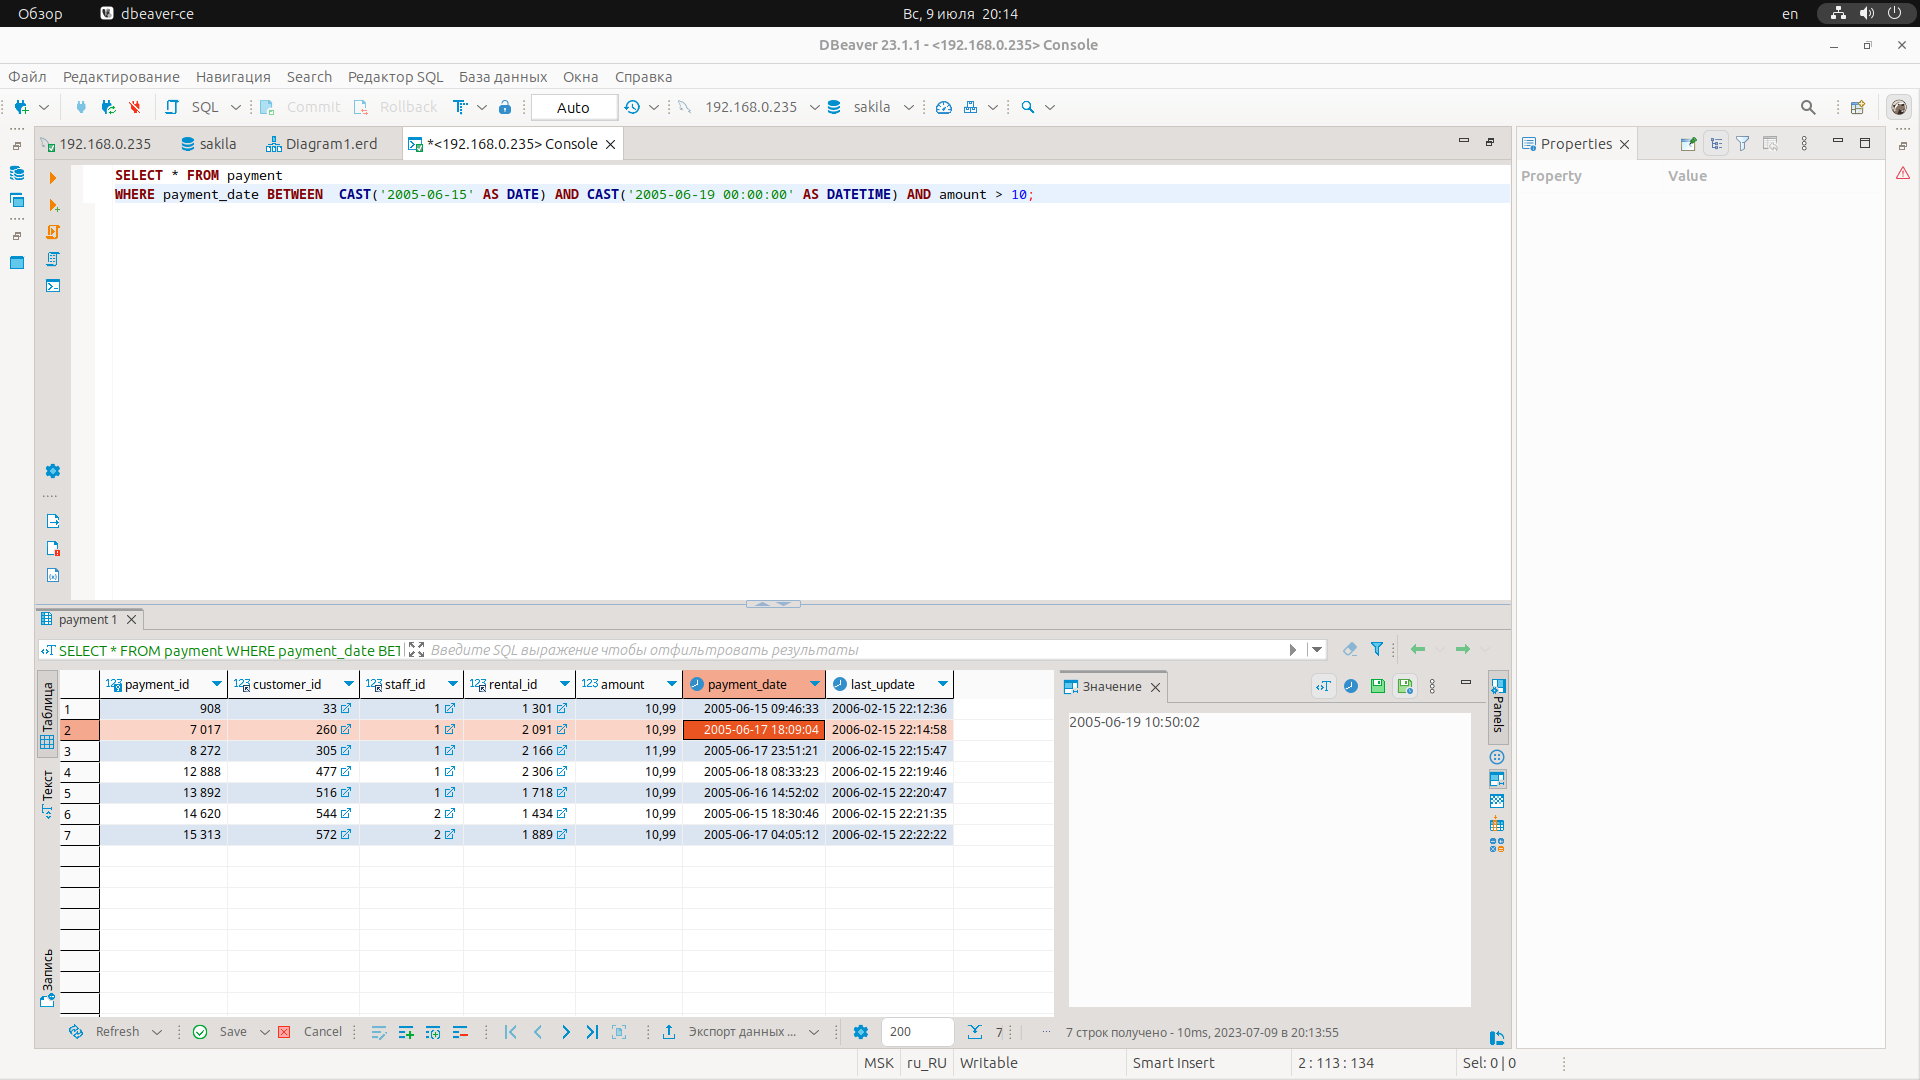 Обзор dbeaver-ce Вс, 9 июля 20:14 en
DBeaver 23.1.1 - <192.168.0.235> Console
Файл Редактирование Навигация Search Редактор SQL База данных Окна Справка
SQL Commit Rollback Auto 192.168.0.235 sakila
192.168.0.235 sakila Diagram1.erd *<192.168.0.235> Console Properties
Property Value
SELECT * FROM payment
WHERE payment_date BETWEEN  CAST('2005-06-15' AS DATE) AND CAST('2005-06-19 00:00:00' AS DATETIME) AND amount > 10;
payment 1
SELECT * FROM payment WHERE payment_date BET Введите SQL выражение чтобы отфильтровать результаты
Таблица
Текст
Запись
payment_id customer_id staff_id rental_id amount payment_date last_update
1 908 33 1 1 301 10,99 2005-06-15 09:46:33 2006-02-15 22:12:36
2 7 017 260 1 2 091 10,99 2005-06-17 18:09:04 2006-02-15 22:14:58
3 8 272 305 1 2 166 11,99 2005-06-17 23:51:21 2006-02-15 22:15:47
4 12 888 477 1 2 306 10,99 2005-06-18 08:33:23 2006-02-15 22:19:46
5 13 892 516 1 1 718 10,99 2005-06-16 14:52:02 2006-02-15 22:20:47
6 14 620 544 2 1 434 10,99 2005-06-15 18:30:46 2006-02-15 22:21:35
7 15 313 572 2 1 889 10,99 2005-06-17 04:05:12 2006-02-15 22:22:22
Значение
2005-06-19 10:50:02
Panels
Refresh Save Cancel Экспорт данных ... 200 7 ... 7 строк получено - 10ms, 2023-07-09 в 20:13:55
MSK ru_RU Writable Smart Insert 2 : 113 : 134 Sel: 0 | 0